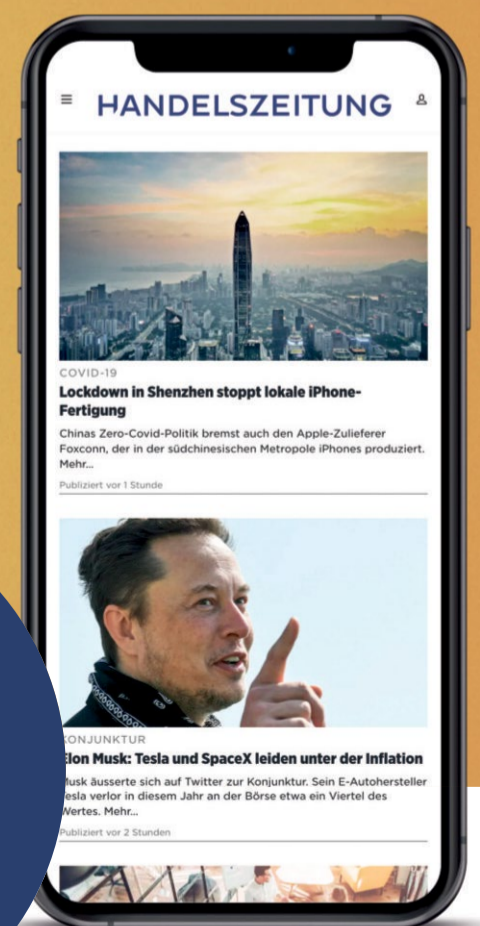 HANDELSZEITUNG
COVID-19
Lockdown in Shenzhen stoppt lokale iPhone-
Fertigung
Chinas Zero-Covid-Politik bremst auch den Apple-Zulieferer
Foxconn, der in der südchinesischen Metropole iPhones produziert.
Mehr...
Publiziert vor 1 Stunde
KONJUNKTUR
Elon Musk: Tesla und SpaceX leiden unter der Inflation
Musk äusserte sich auf Twitter zur Konjunktur. Sein E-Autohersteller
Tesla verlor in diesem Jahr an der Börse etwa ein Viertel des
Wertes. Mehr...
Publiziert vor 2 Stunden